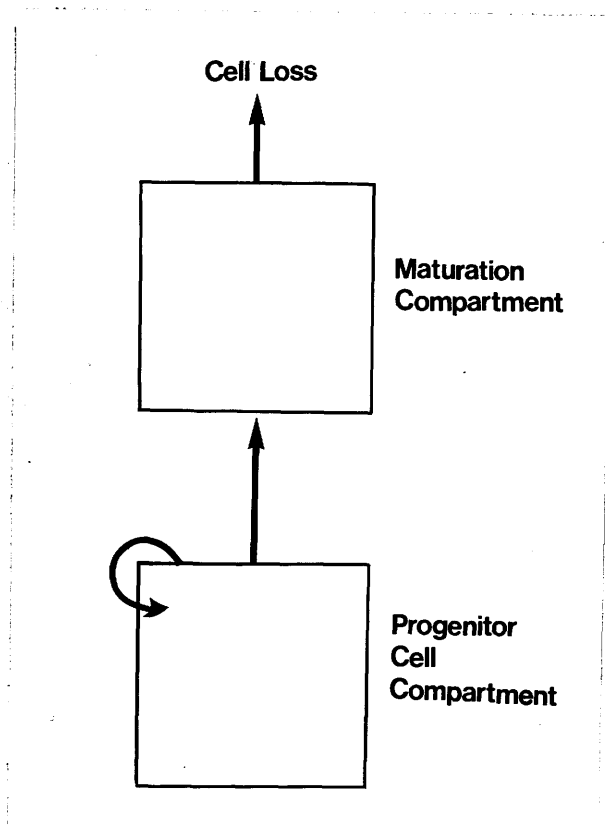 Cell Loss
Maturation
Compartment
Progenitor
Cell
Compartment